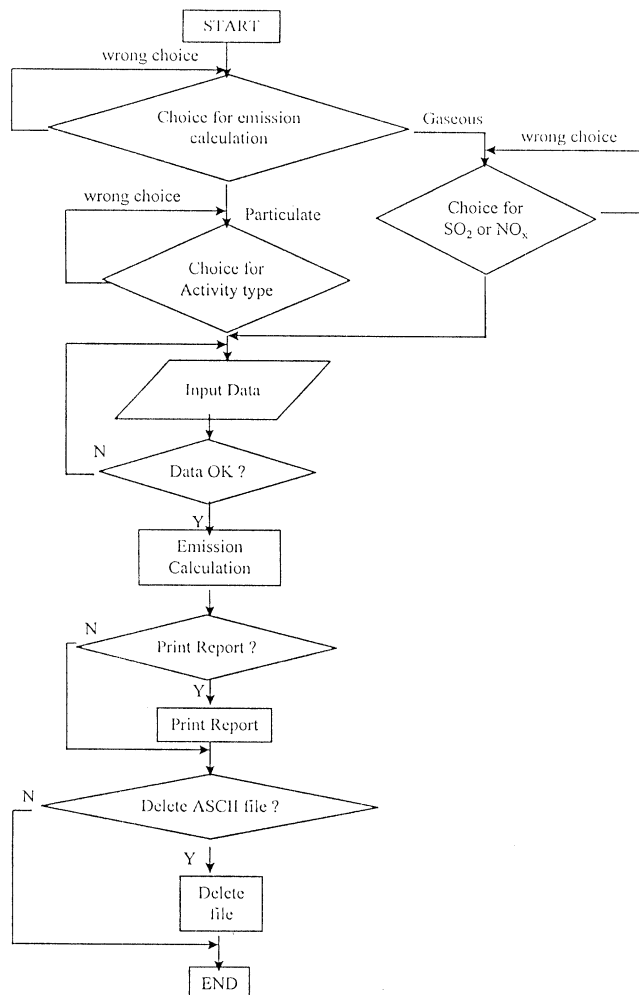 START
wrong choice
Choice for emission
calculation
Gaseous
wrong choice
wrong choice
Particulate
Choice for
SO₂ or NOₓ
Choice for
Activity type
Input Data
N
Data OK ?
Y
Emission
Calculation
N
Print Report ?
Y
Print Report
N
Delete ASCII file ?
Y
Delete
file
END